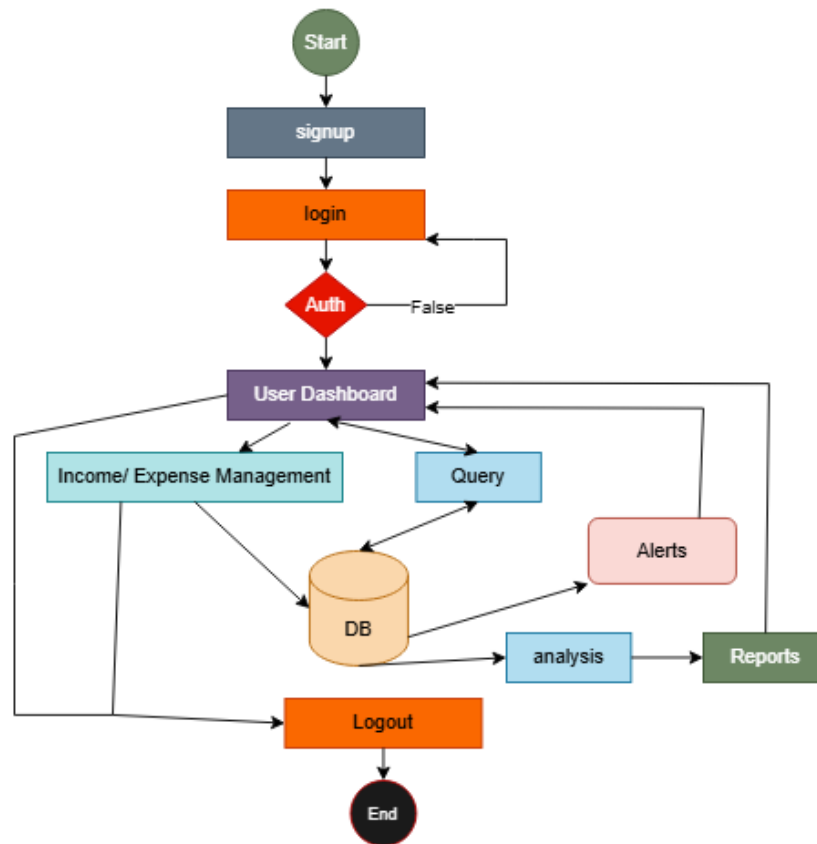 Start
signup
login
Auth
False
User Dashboard
Income/ Expense Management
Query
Alerts
DB
analysis
Reports
Logout
End